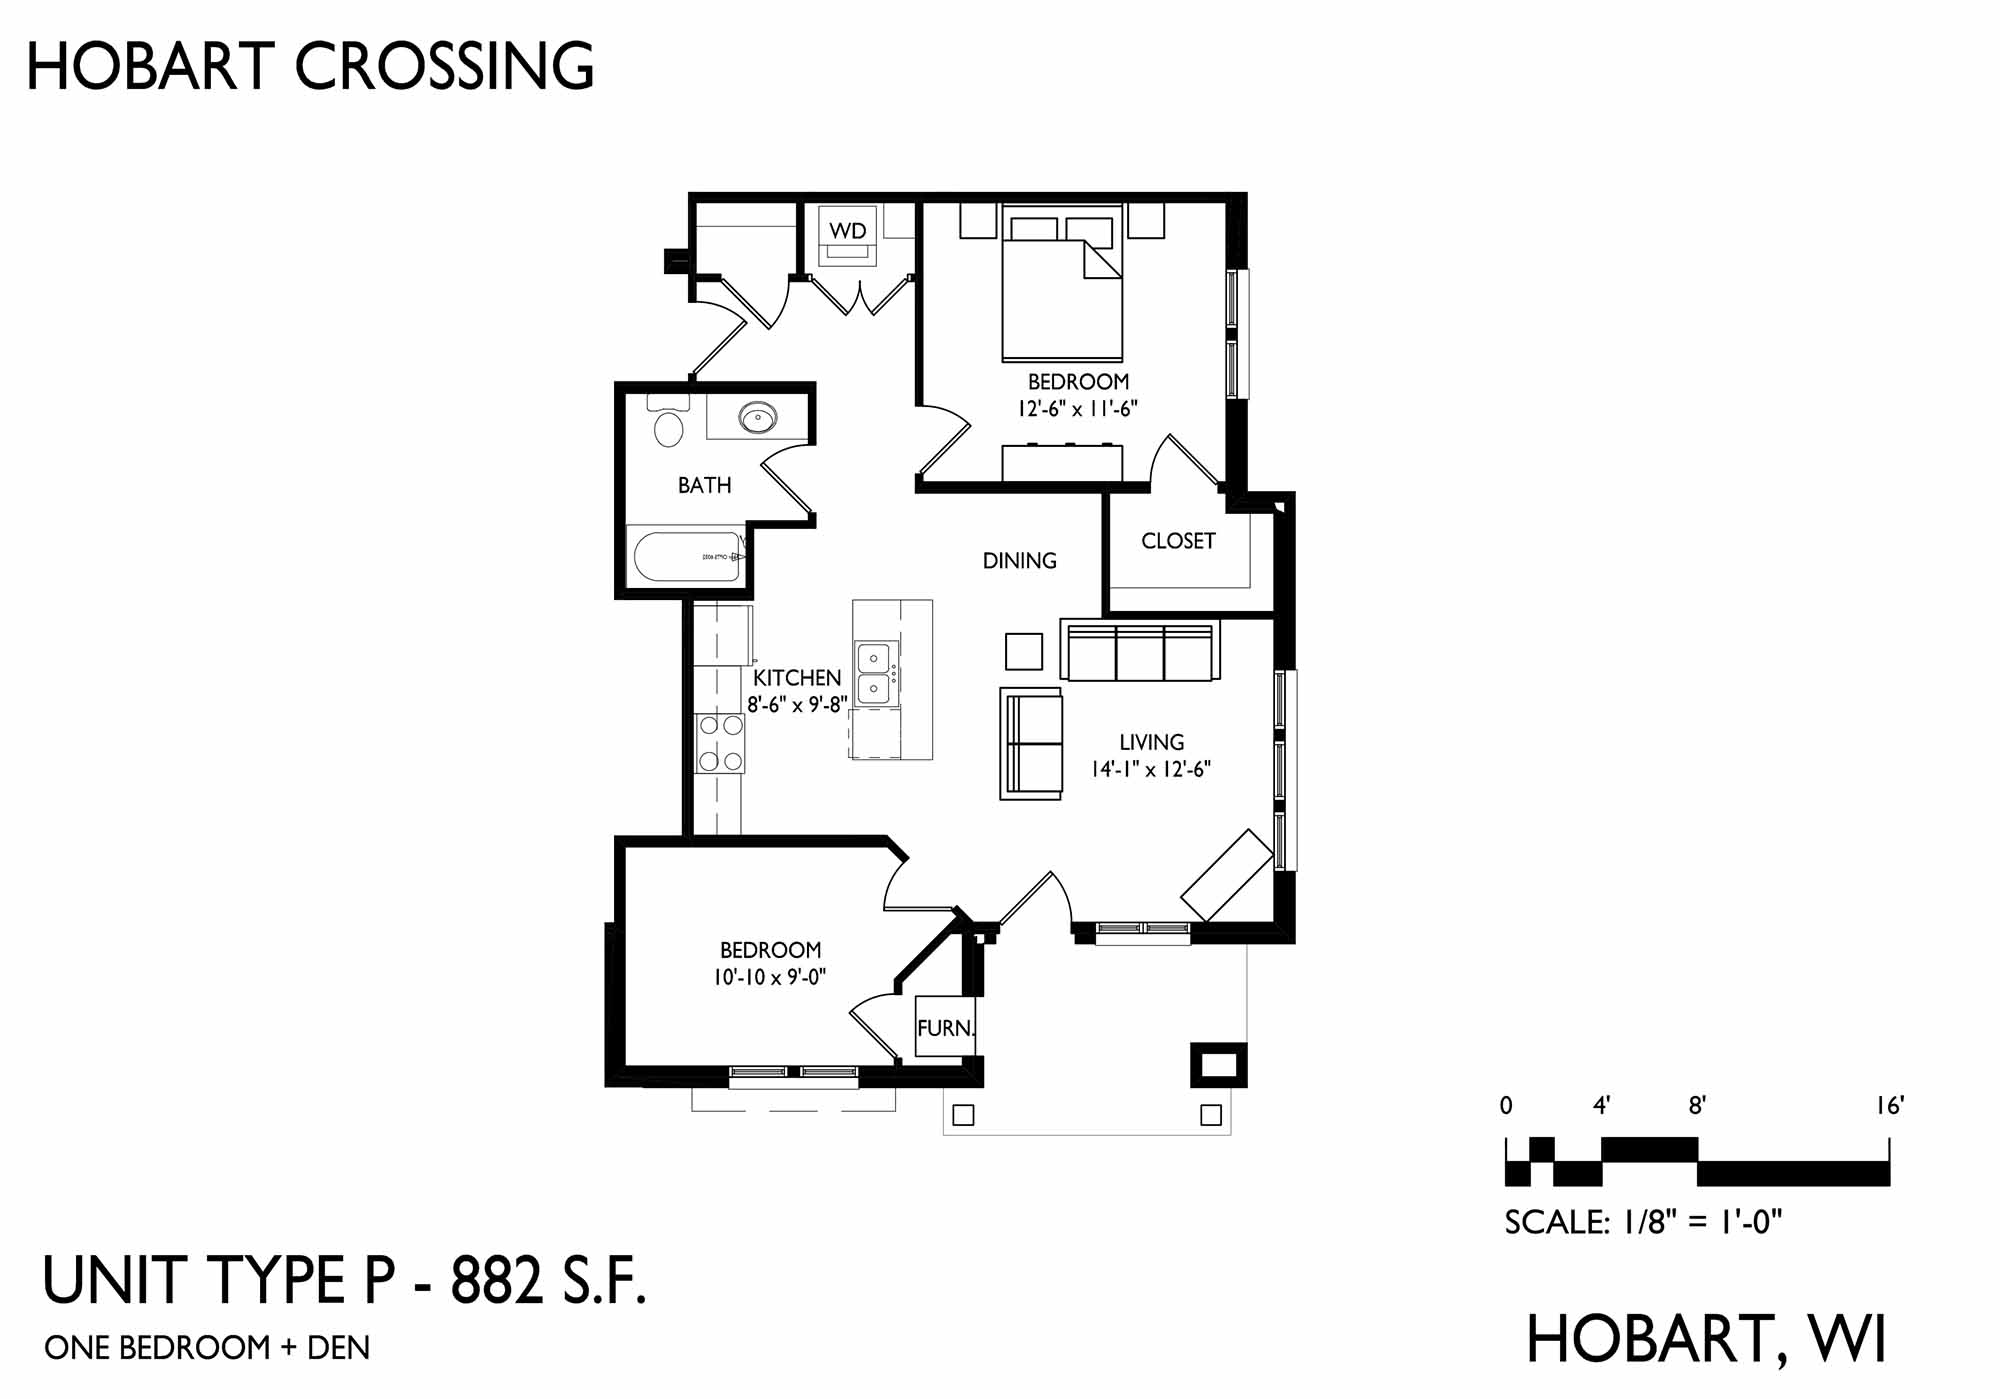 HOBART CROSSING
WD
BEDROOM
12'-6" x 11'-6"
BATH
CLOSET
DINING
KITCHEN
8'-6" x 9'-8"
LIVING
14'-1" x 12'-6"
BEDROOM
10'-10 x 9'-0"
FURN.
0 4' 8' 16'
SCALE: 1/8" = 1'-0"
UNIT TYPE P - 882 S.F.
ONE BEDROOM + DEN
HOBART, WI